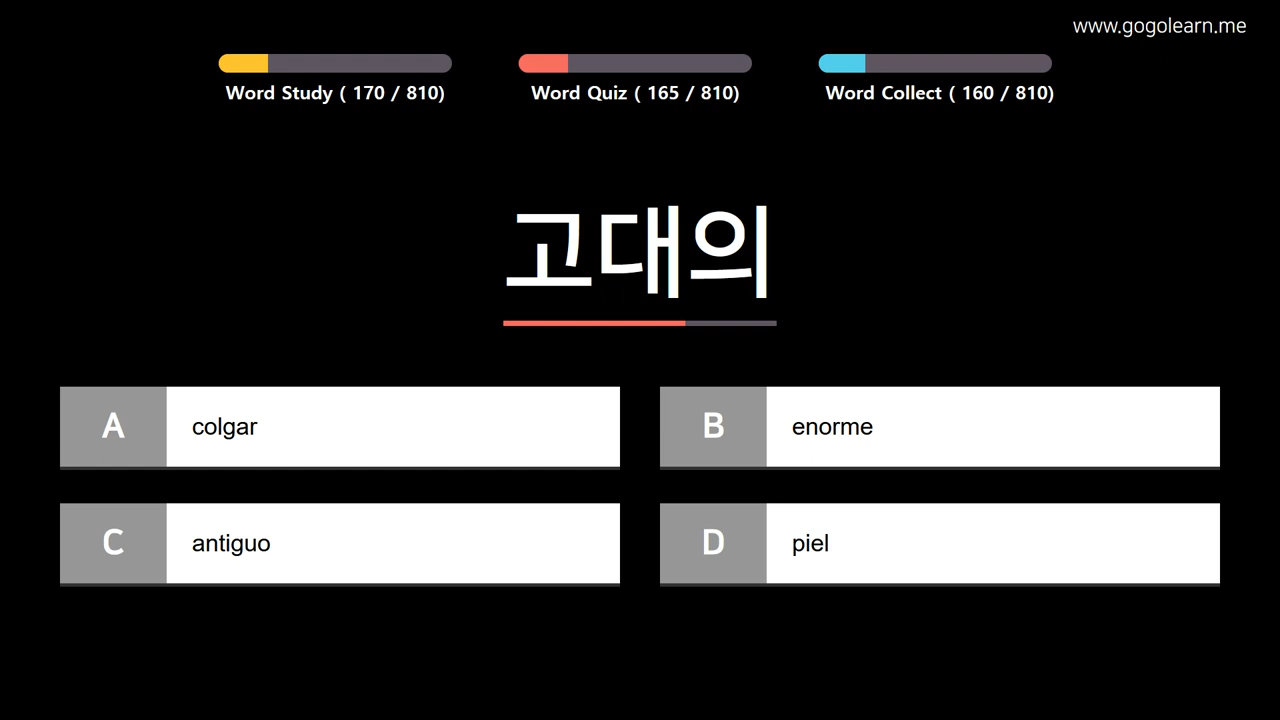 www.gogolearn.me
Word Study ( 170 / 810)
Word Quiz ( 165 / 810)
Word Collect ( 160 / 810)
고대의
A colgar
B enorme
C antiguo
D piel